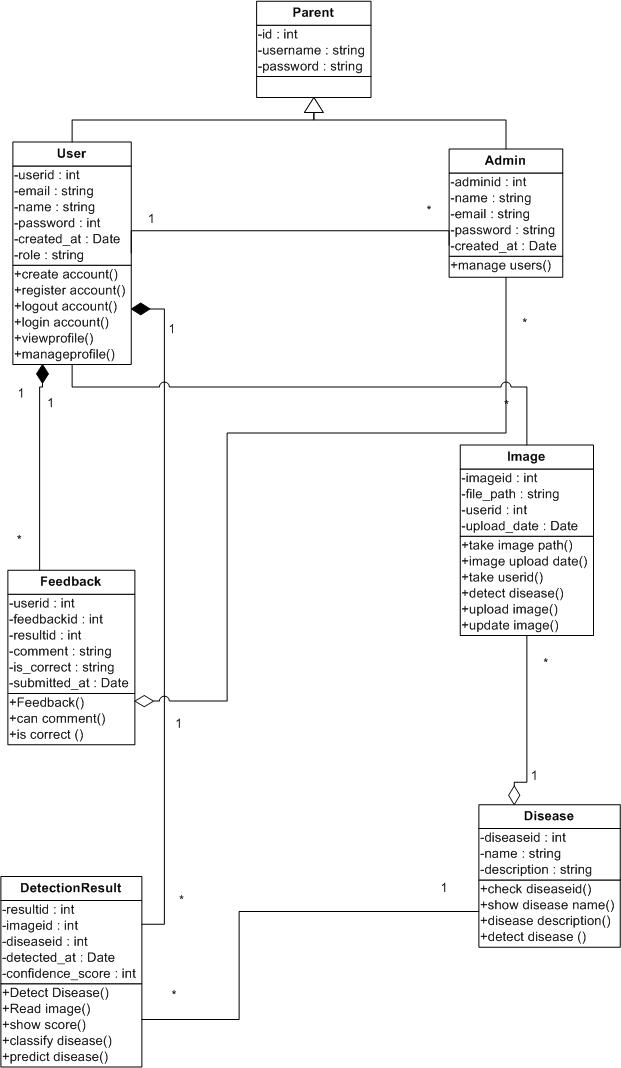 Parent
-id : int
-username : string
-password : string
User
-userid : int
-email : string
-name : string
-password : int
-created_at : Date
-role : string
+create account()
+register account()
+logout account()
+login account()
+viewprofile()
+manageprofile()
Admin
-adminid : int
-name : string
-email : string
-password : string
-created_at : Date
+manage users()
1
*
1
*
1
1
*
Image
-imageid : int
-file_path : string
-userid : int
-upload_date : Date
+take image path()
+image upload date()
+take userid()
+detect disease()
+upload image()
+update image()
*
Feedback
-userid : int
-feedbackid : int
-resultid : int
-comment : string
-is_correct : string
-submitted_at : Date
+Feedback()
+can comment()
+is correct ()
*
1
1
Disease
-diseaseid : int
-name : string
-description : string
+check diseaseid()
+show disease name()
+disease description()
+detect disease ()
DetectionResult
-resultid : int
-imageid : int
-diseaseid : int
-detected_at : Date
-confidence_score : int
+Detect Disease()
+Read image()
+show score()
+classify disease()
+predict disease()
*
1
*